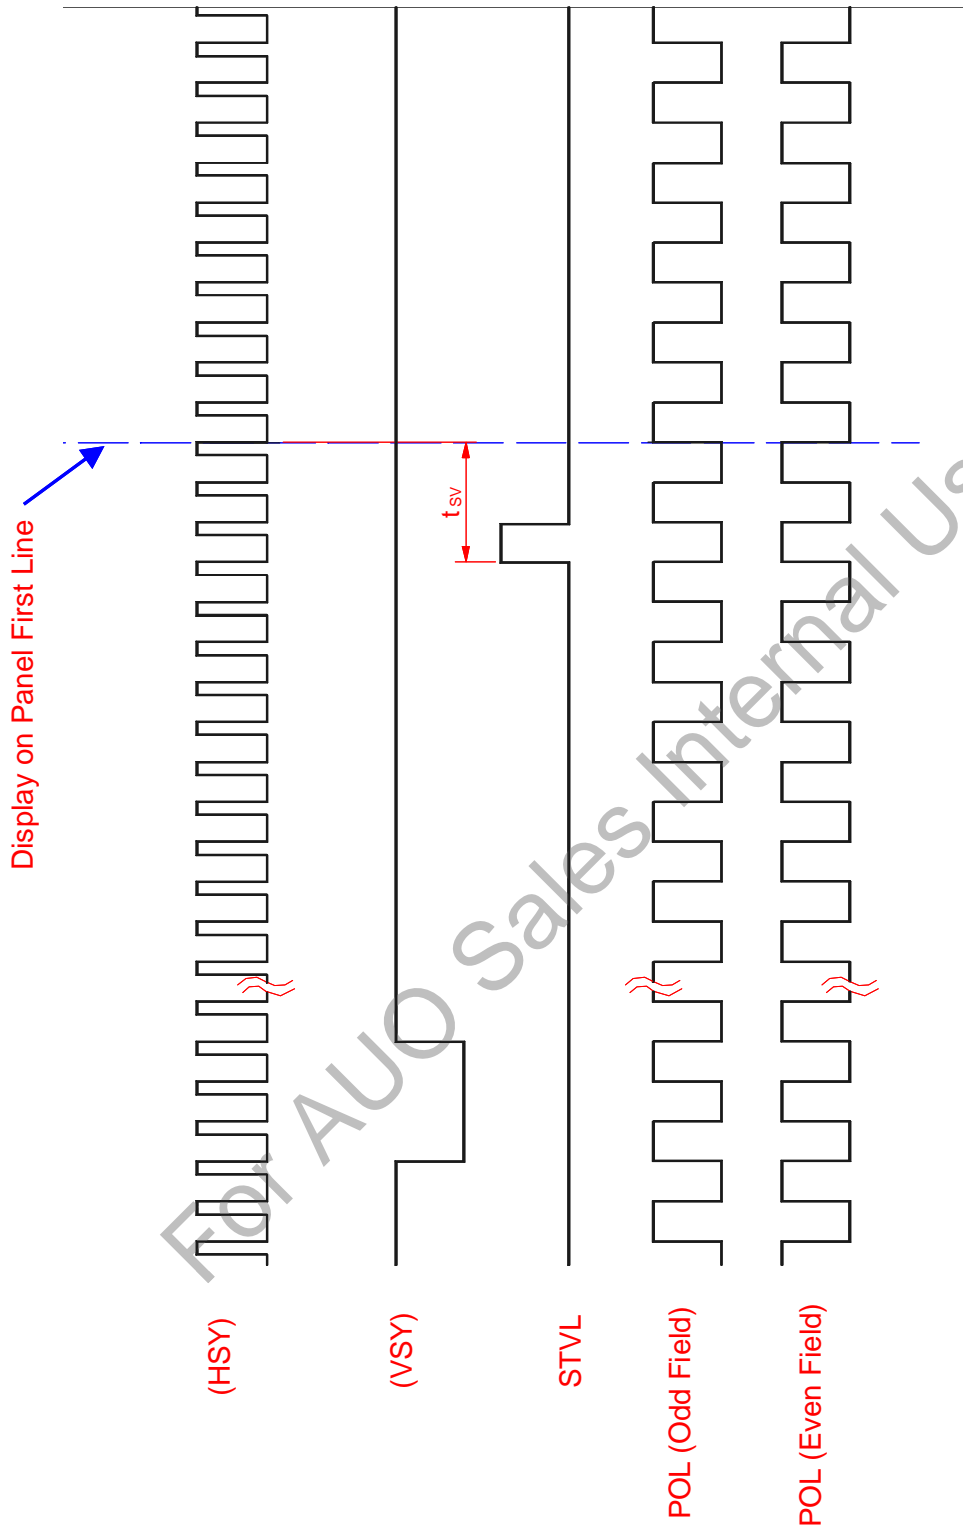 Display on Panel First Line
(HSY)
(VSY)
t SV
STVL
POL (Odd Field)
POL (Even Field)
For AUO Sales Internal Us